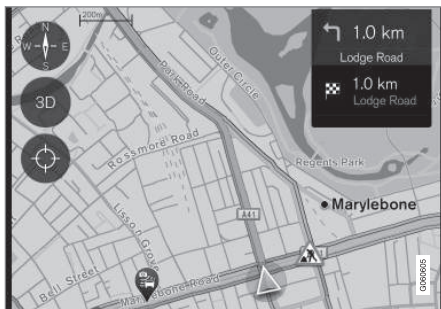 200m
N
W
E
S
3D
1.0 km
Lodge Road
1.0 km
Lodge Road
Outer Circle
Park Road
Rossmore Road
Regents Park
Lisson Grove
A41
Marylebone
Bell Street
Marylebone Road
G060605